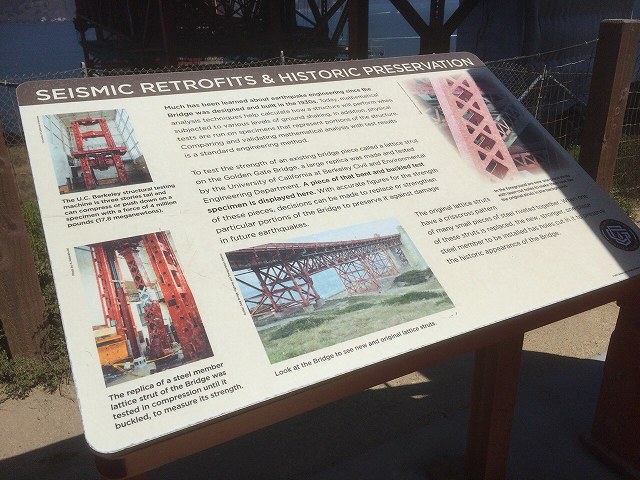 SEISMIC RETROFITS & HISTORIC PRESERVATION
Much has been learned about earthquake engineering since the
Bridge was designed and built in the 1930s. Today, mathematical
analysis techniques help calculate how a structure will perform when
subjected to various levels of ground shaking. In addition, physical
tests are run on specimens that represent portions of the structure.
Comparing and validating mathematical analysis with test results
is a standard engineering method.
To test the strength of an existing bridge piece called a lattice strut
on the Golden Gate Bridge, a large replica was made and tested
by the University of California at Berkeley Civil and Environmental
Engineering Department. A piece of that bent and buckled test
specimen is displayed here. With accurate figures for the strength
of these pieces, decisions can be made to replace or strengthen
particular portions of the Bridge to preserve it against damage
in future earthquakes.
The U.C. Berkeley structural testing
machine is three stories tall and
can compress or push down on a
specimen with a force of 4 million
pounds (17.8 meganewtons).
The replica of a steel member
lattice strut of the Bridge was
tested in compression until it
buckled, to measure its strength.
Look at the Bridge to see new and original lattice struts.
The original lattice struts
have a crisscross pattern
of many small pieces of steel riveted together. When one
of these struts is replaced, the new, stronger, one-piece
steel member to be installed has holes cut in it to maintain
the historic appearance of the Bridge.